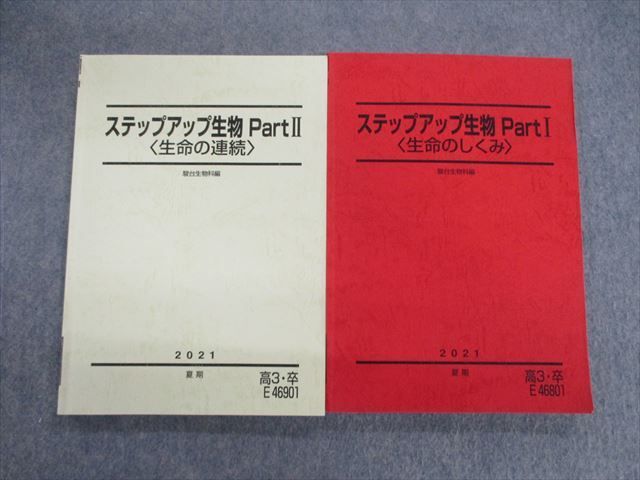 ステップアップ生物 PartⅡ
〈生命の連続〉
駿台生物科編
2021
夏期
高3・卒
E 46901
ステップアップ生物 PartⅠ
〈生命のしくみ〉
駿台生物科編
2021
夏期
高3・卒
E 46801